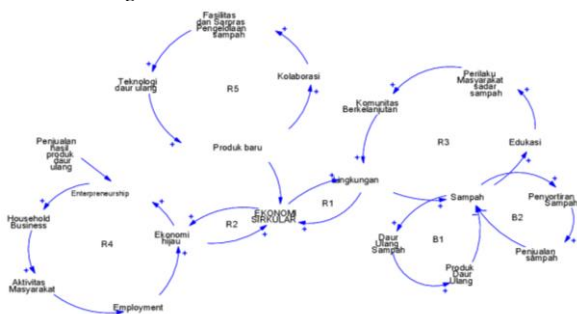 Fasilitas
dan Sarpras
Pengelolaan
sampah
Teknologi
daur ulang
R5
Kolaborasi
Produk baru
Perilaku
Masyarakat
sadar
sampah
Komunitas
Berkelanjutan
R3
Edukasi
Lingkungan
R1
Sampah
Penyortiran
Sampah
B2
Penjualan
sampah
Daur
Ulang
Sampah
B1
Produk
Daur
Ulang
EKONOMI
SIRKULAR
R2
Ekonomi
hijau
Penjualan
hasil
produk
daur
ulang
Enterpreneurship
Household
Business
R4
Aktivitas
Masyarakat
Employment